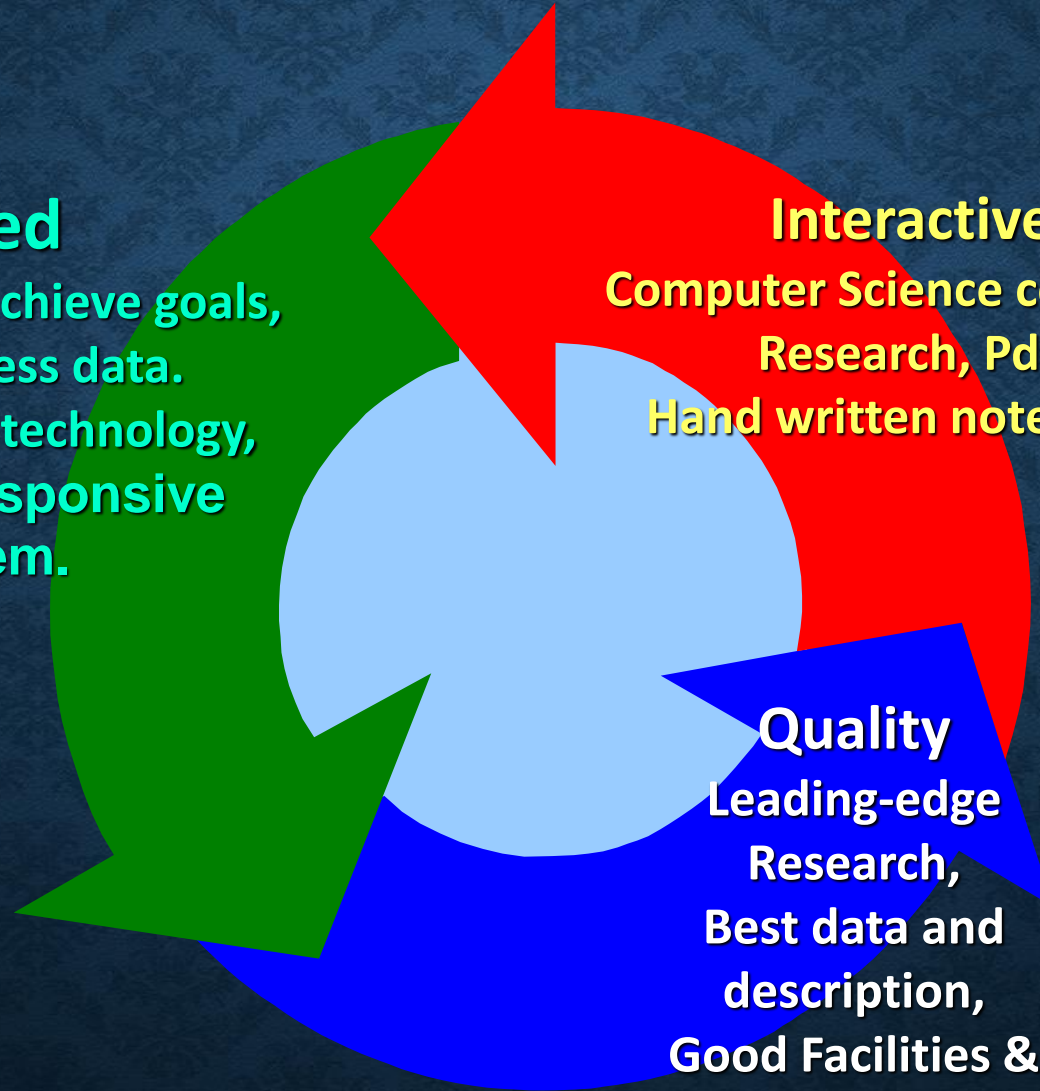 ed
chieve goals,
ess data.
technology,
sponsive
em.
Interactive
Computer Science co
Research, Pd
Hand written note
Quality
Leading-edge
Research,
Best data and
description,
Good Facilities &